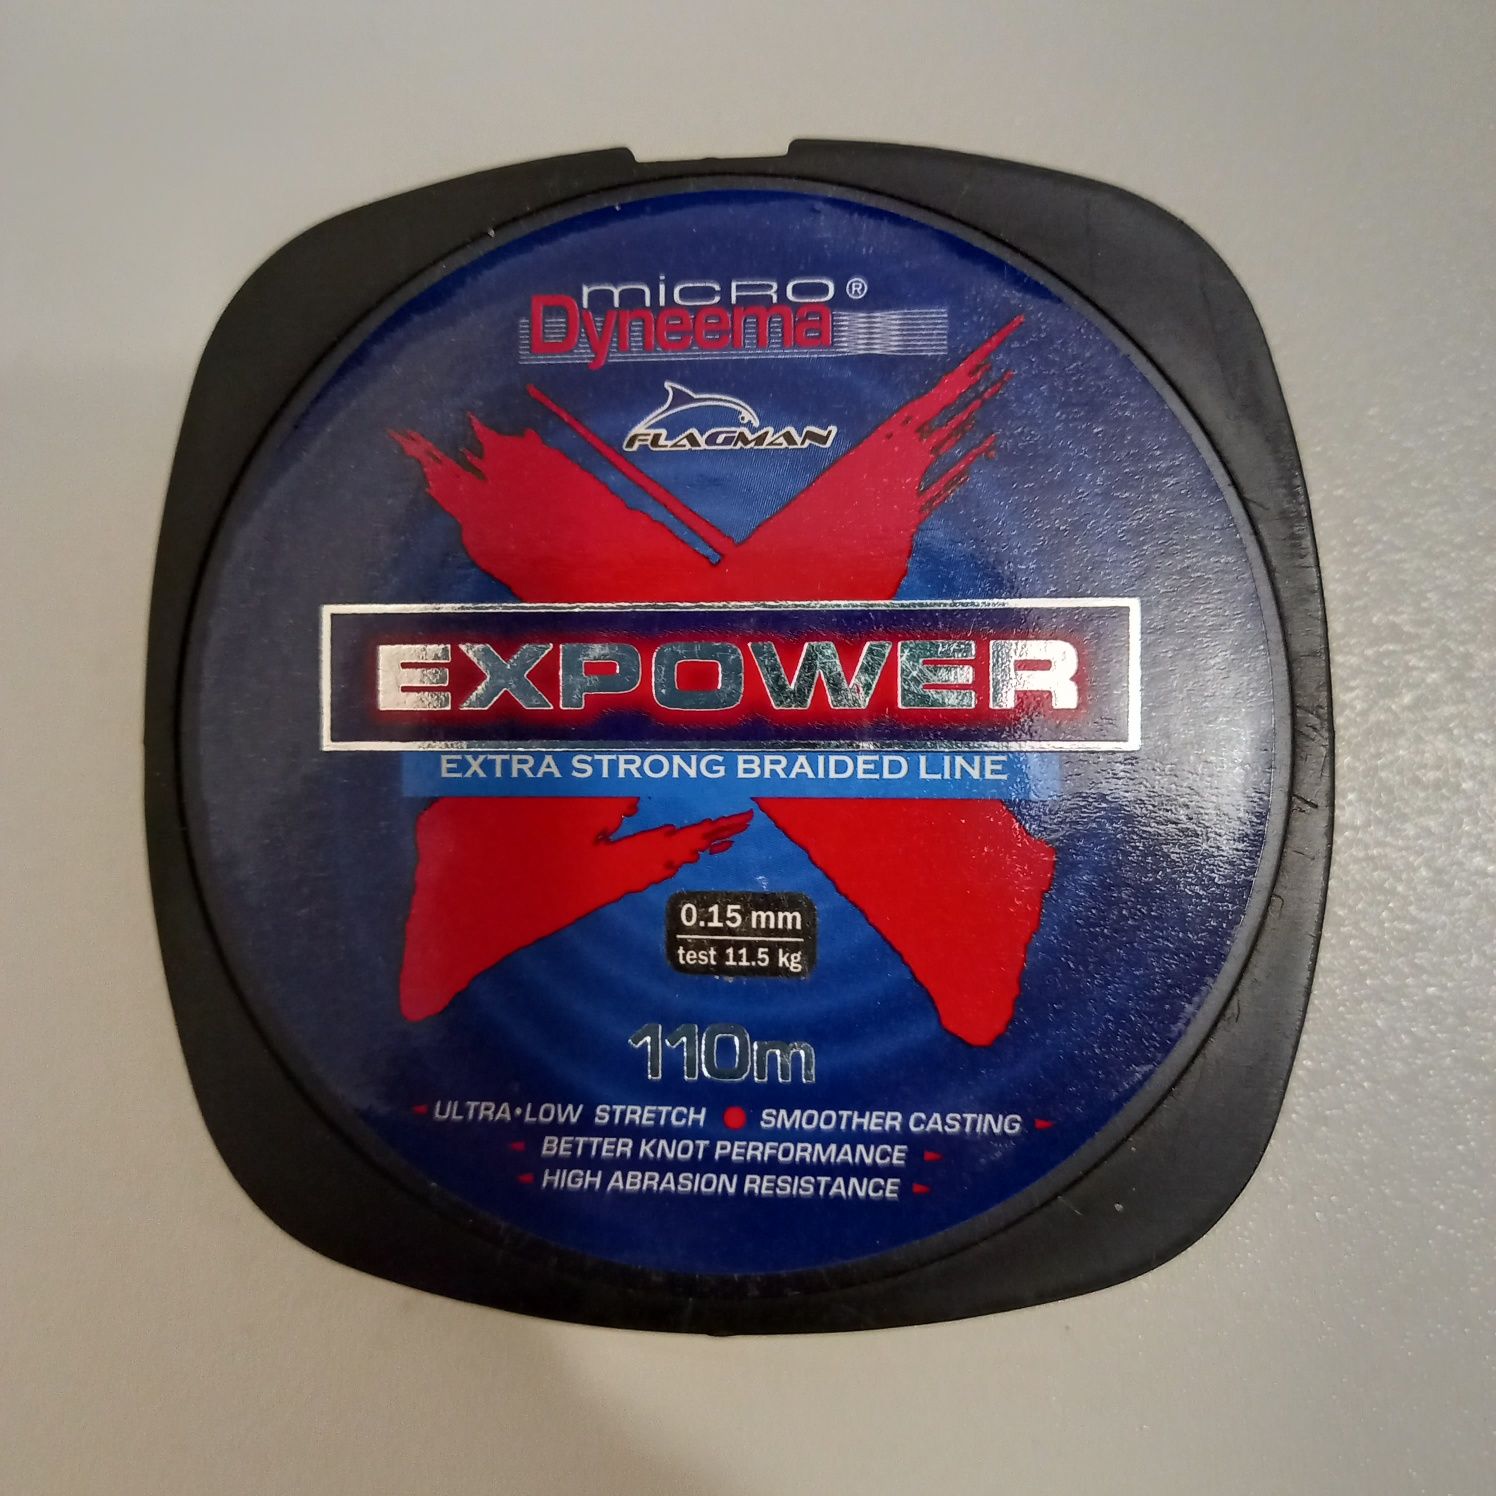 micro®
Dyneema
FLAGMAN
EXPOWER
EXTRA STRONG BRAIDED LINE
0.15 mm
test 11.5 kg
110m
ULTRA•LOW STRETCH ● SMOOTHER CASTING
BETTER KNOT PERFORMANCE
HIGH ABRASION RESISTANCE